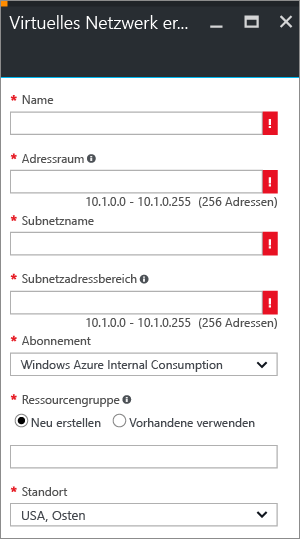 Virtuelles Netzwerk er...
* Name
!
* Adressraum
!
10.1.0.0 - 10.1.0.255 (256 Adressen)
* Subnetzname
!
* Subnetzadressbereich
!
10.1.0.0 - 10.1.0.255 (256 Adressen)
* Abonnement
Windows Azure Internal Consumption
* Ressourcengruppe
Neu erstellen Vorhandene verwenden
* Standort
USA, Osten